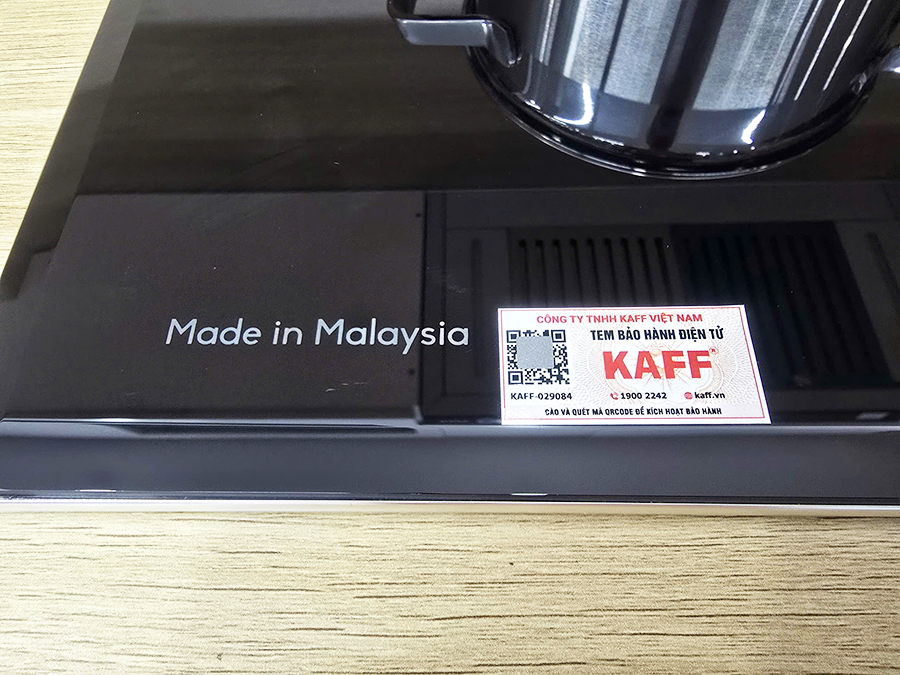 Made in Malaysia
CÔNG TY TNHH KAFF VIỆT NAM
TEM BẢO HÀNH ĐIỆN TỬ
KAFF®
KAFF-029084
1900 2242
kaff.vn
CÀO VÀ QUÉT MÃ QRCODE ĐỂ KÍCH HOẠT BẢO HÀNH